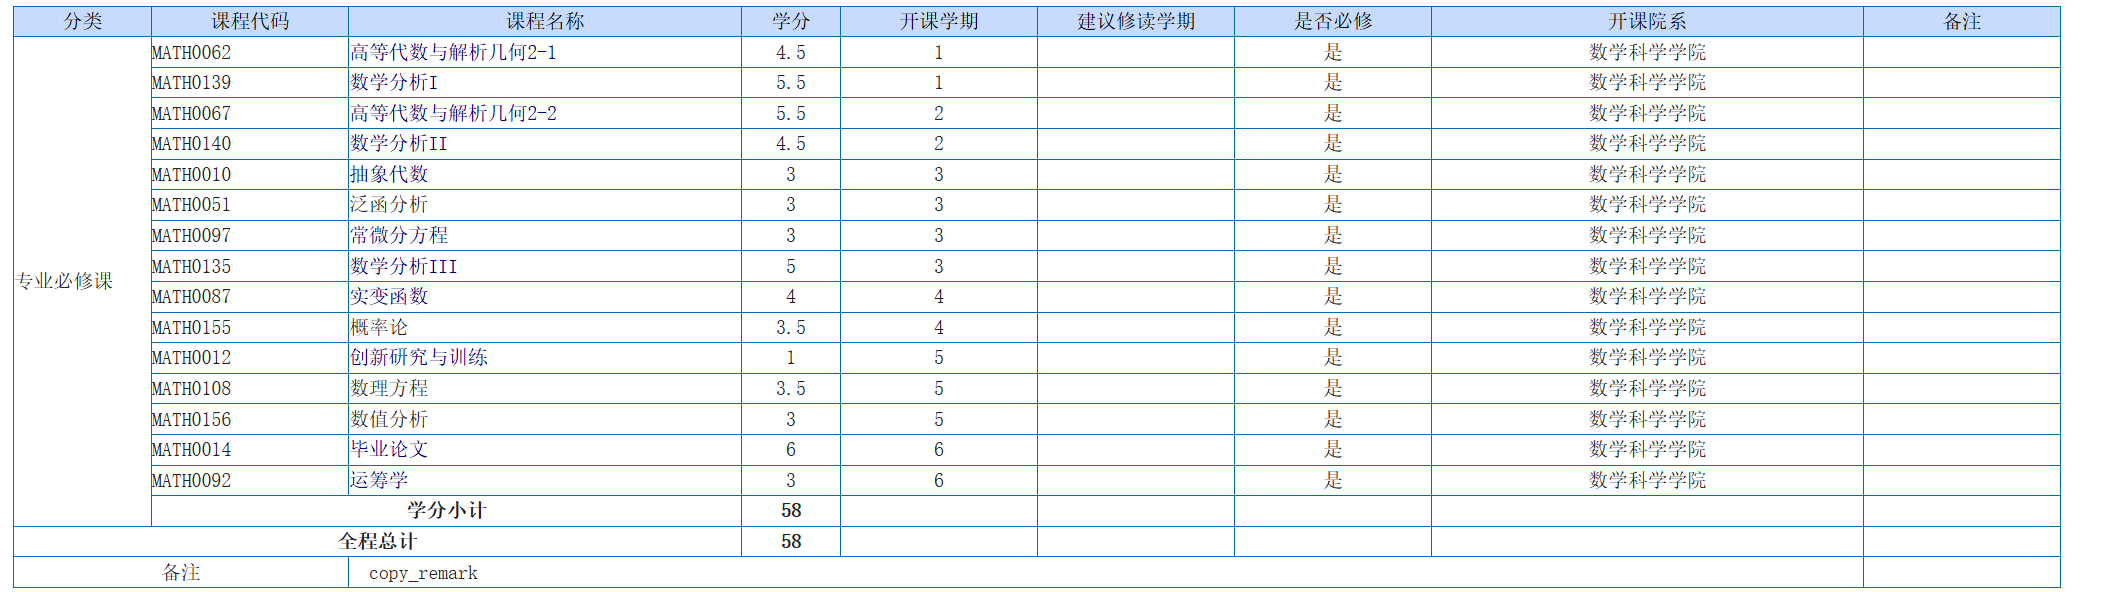 分类 课程代码 课程名称 学分 开课学期 建议修读学期 是否必修 开课院系 备注
MATH0062 高等代数与解析几何2-1 4.5 1 是 数学科学学院
MATH0139 数学分析I 5.5 1 是 数学科学学院
MATH0067 高等代数与解析几何2-2 5.5 2 是 数学科学学院
MATH0140 数学分析II 4.5 2 是 数学科学学院
MATH0010 抽象代数 3 3 是 数学科学学院
MATH0051 泛函分析 3 3 是 数学科学学院
MATH0097 常微分方程 3 3 是 数学科学学院
MATH0135 数学分析III 5 3 是 数学科学学院
专业必修课
MATH0087 实变函数 4 4 是 数学科学学院
MATH0155 概率论 3.5 4 是 数学科学学院
MATH0012 创新研究与训练 1 5 是 数学科学学院
MATH0108 数理方程 3.5 5 是 数学科学学院
MATH0156 数值分析 3 5 是 数学科学学院
MATH0014 毕业论文 6 6 是 数学科学学院
MATH0092 运筹学 3 6 是 数学科学学院
学分小计 58
全程总计 58
备注 copy_remark